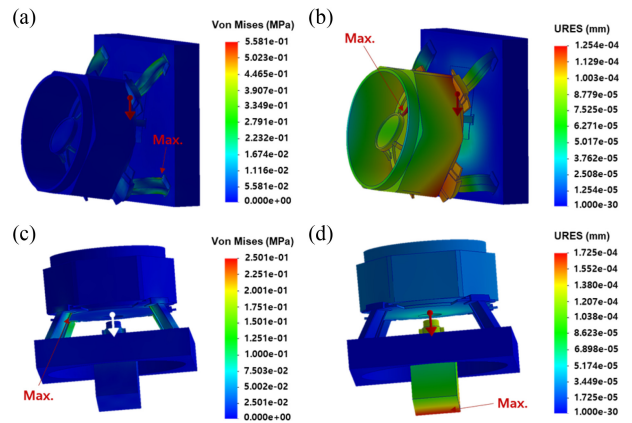 (a)
Von Mises (MPa)
5.581e-01
5.023e-01
4.465e-01
3.907e-01
3.349e-01
2.791e-01
2.232e-01
1.674e-02
1.116e-02
5.581e-02
0.000e+00
Max.
(b)
URES (mm)
1.254e-04
1.129e-04
1.003e-04
8.779e-05
7.525e-05
6.271e-05
5.017e-05
3.762e-05
2.508e-05
1.254e-05
1.000e-30
Max.
(c)
Von Mises (MPa)
2.501e-01
2.251e-01
2.001e-01
1.751e-01
1.501e-01
1.251e-01
1.000e-01
7.503e-02
5.002e-02
2.501e-02
0.000e+00
Max.
(d)
URES (mm)
1.725e-04
1.552e-04
1.380e-04
1.207e-04
1.035e-04
8.623e-05
6.898e-05
5.174e-05
3.449e-05
1.725e-05
1.000e-30
Max.